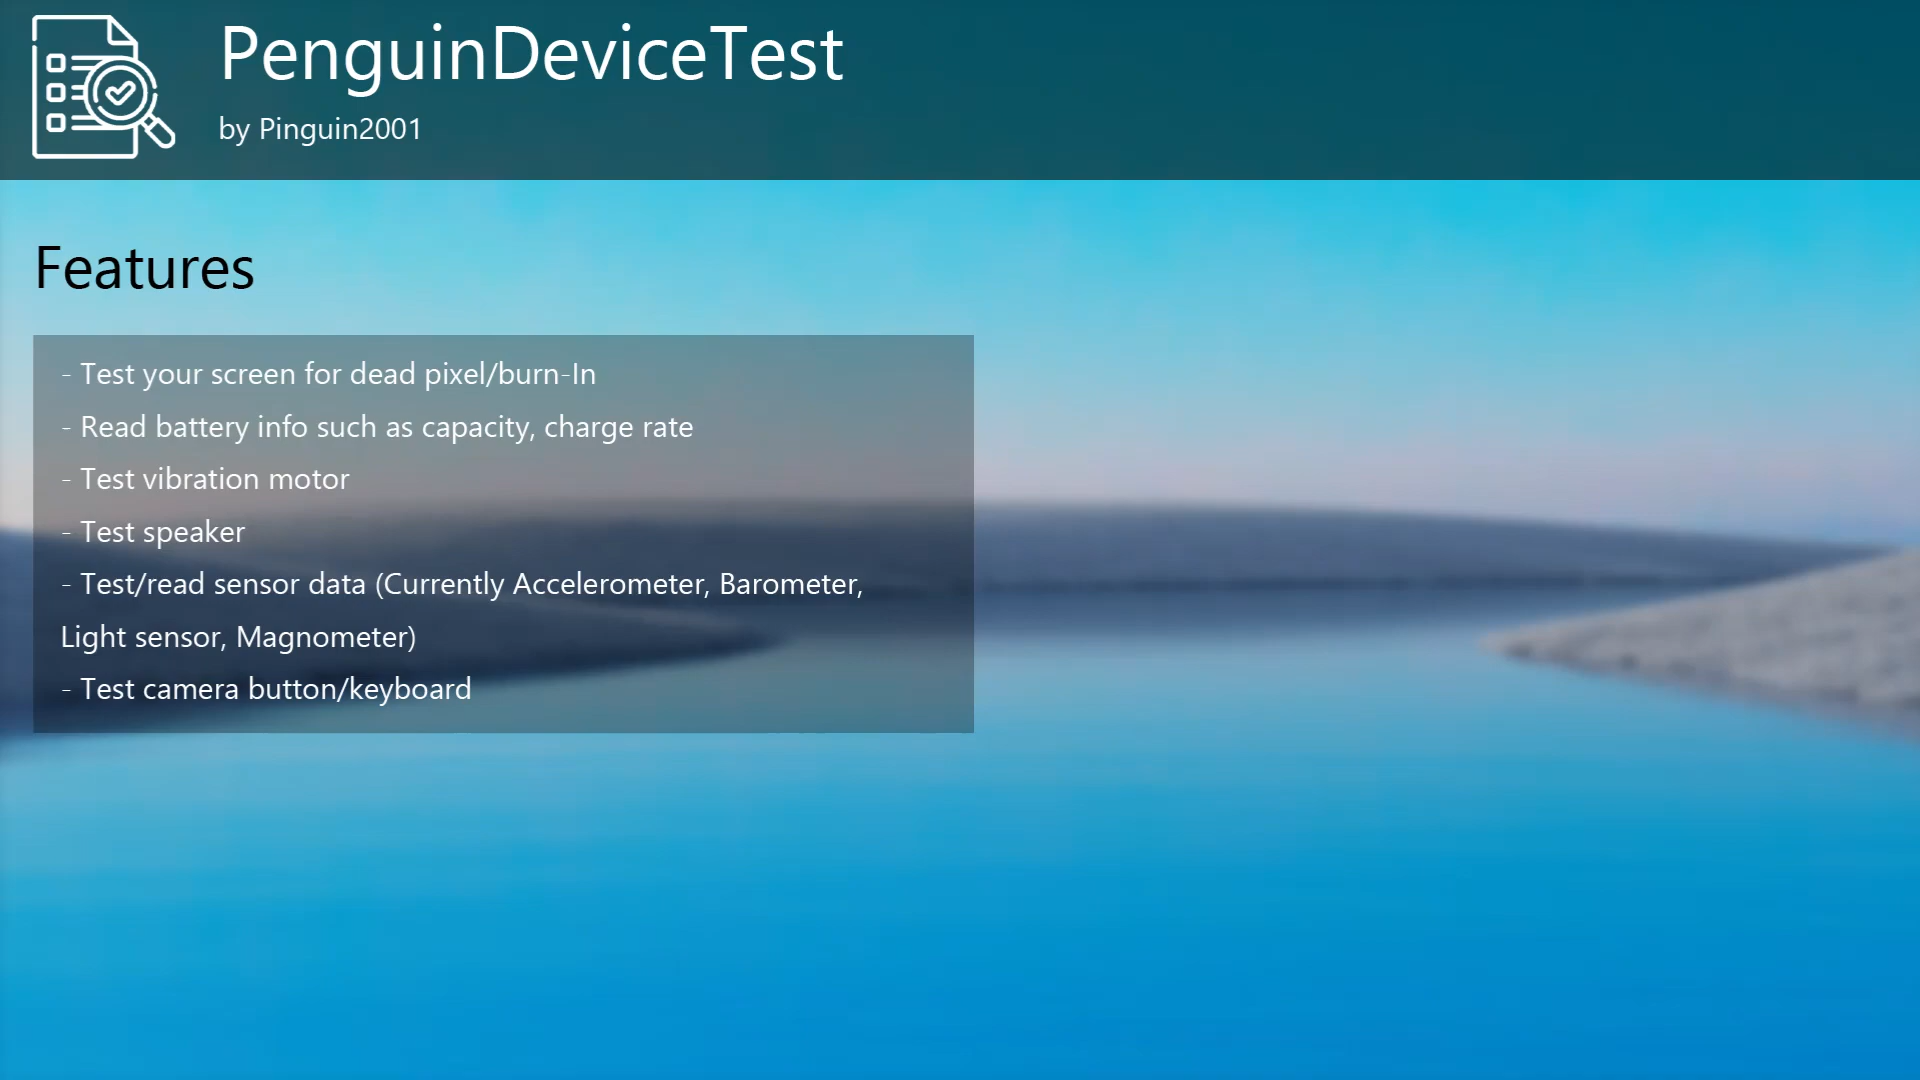 PenguinDeviceTest
by Pinguin2001
Features
- Test your screen for dead pixel/burn-In
- Read battery info such as capacity, charge rate
- Test vibration motor
- Test speaker
- Test/read sensor data (Currently Accelerometer, Barometer,
Light sensor, Magnometer)
- Test camera button/keyboard